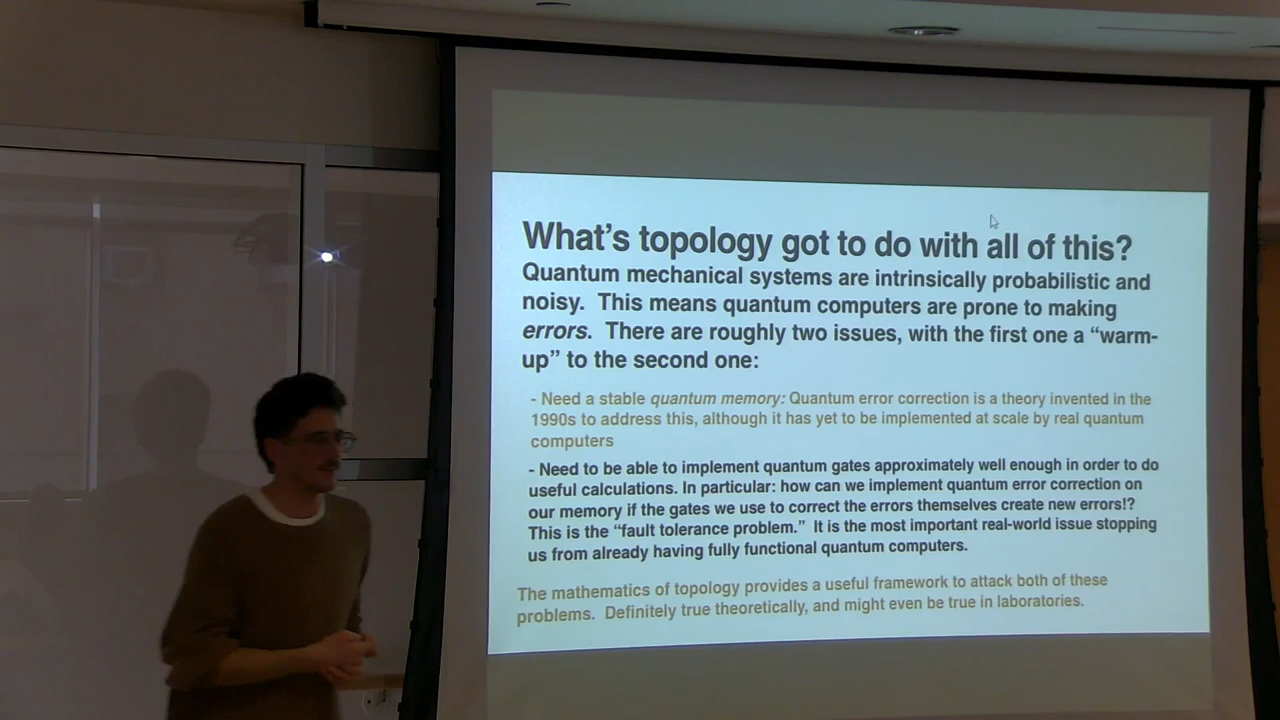 What's topology got to do with all of this?
Quantum mechanical systems are intrinsically probabilistic and
noisy. This means quantum computers are prone to making
errors. There are roughly two issues, with the first one a “warm-
up” to the second one:
- Need a stable quantum memory: Quantum error correction is a theory invented in the
1990s to address this, although it has yet to be implemented at scale by real quantum
computers
- Need to be able to implement quantum gates approximately well enough in order to do
useful calculations. In particular: how can we implement quantum error correction on
our memory if the gates we use to correct the errors themselves create new errors!?
This is the “fault tolerance problem.” It is the most important real-world issue stopping
us from already having fully functional quantum computers.
The mathematics of topology provides a useful framework to attack both of these
problems. Definitely true theoretically, and might even be true in laboratories.